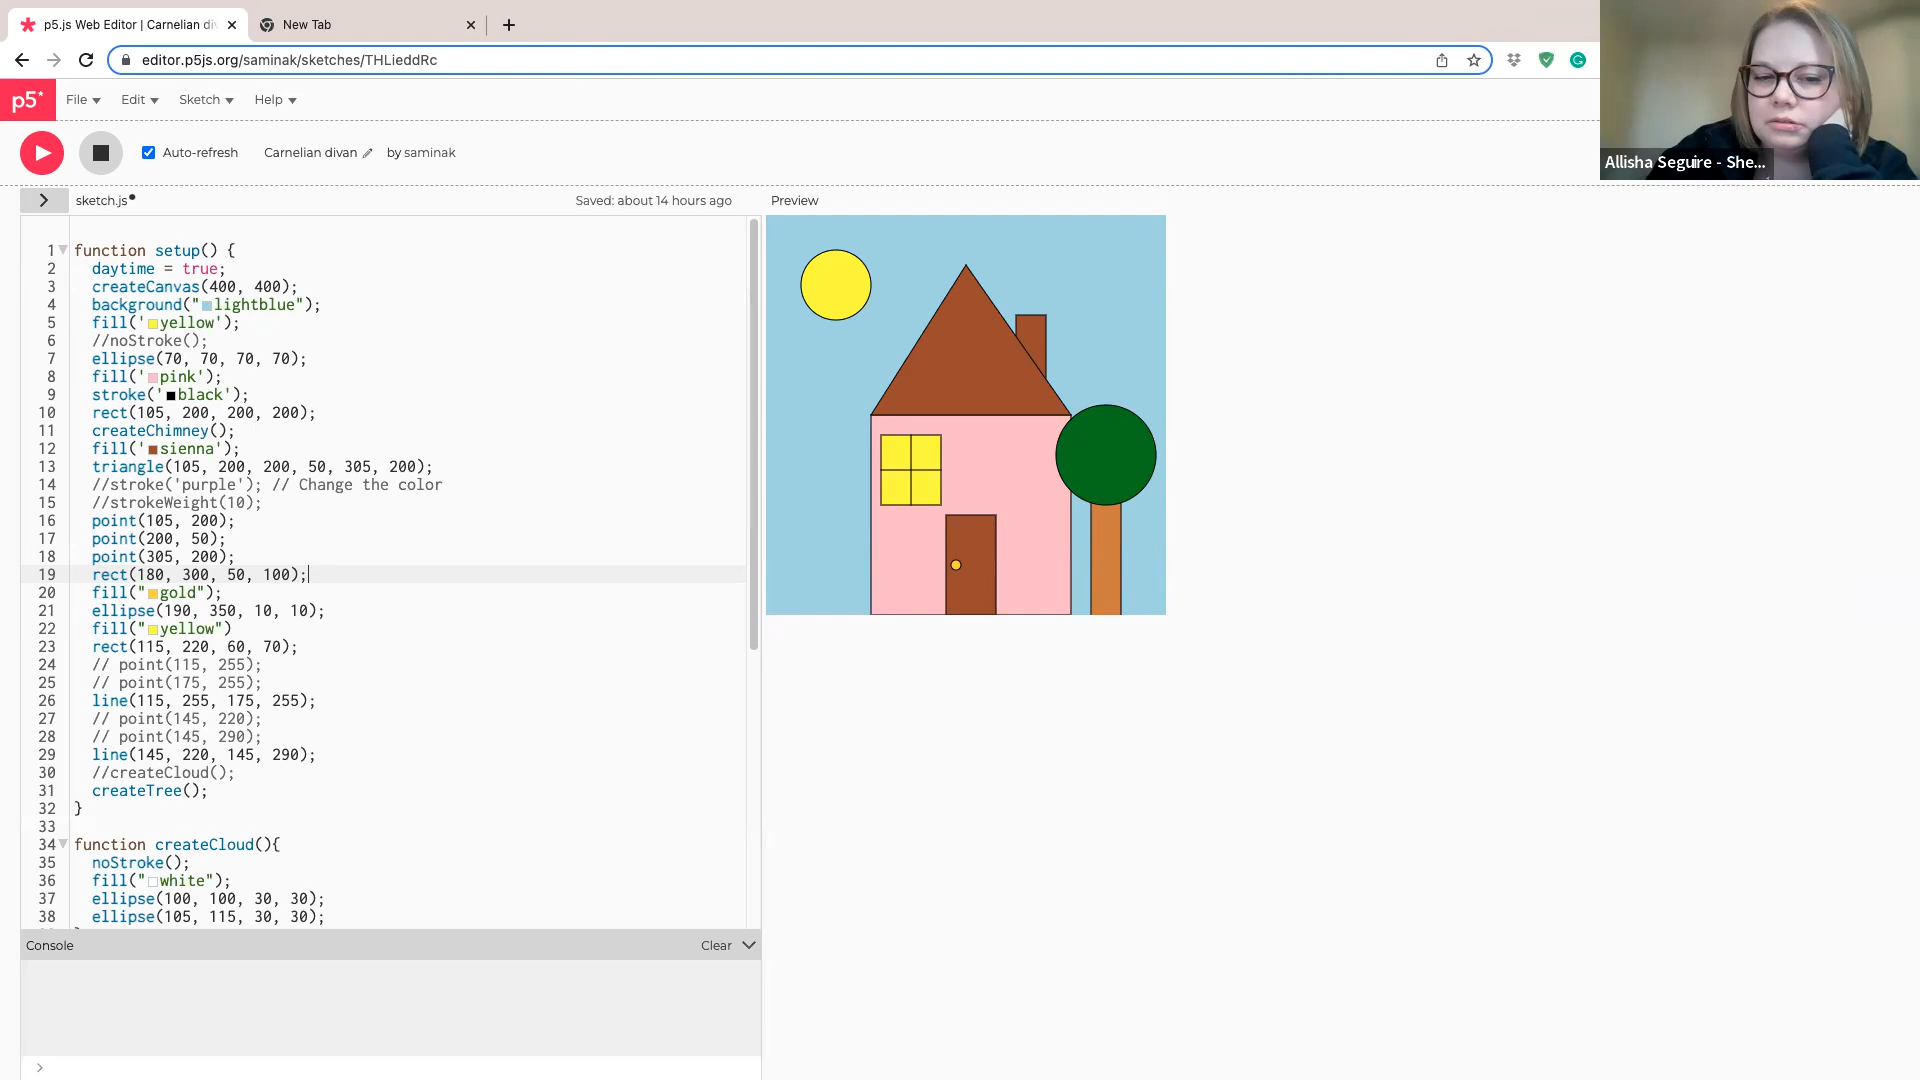 p5.js Web Editor | Carnelian div
New Tab
editor.p5js.org/saminak/sketches/THLieddRc
p5*
File
Edit
Sketch
Help
Auto-refresh
Carnelian divan
by saminak
Allisha Seguire - She...
sketch.js
Saved: about 14 hours ago
Preview
1 function setup() {
2 daytime = true;
3 createCanvas(400, 400);
4 background("lightblue");
5 fill('yellow');
6 //noStroke();
7 ellipse(70, 70, 70, 70);
8 fill('pink');
9 stroke('black');
10 rect(105, 200, 200, 200);
11 createChimney();
12 fill('sienna');
13 triangle(105, 200, 200, 50, 305, 200);
14 //stroke('purple'); // Change the color
15 //strokeWeight(10);
16 point(105, 200);
17 point(200, 50);
18 point(305, 200);
19 rect(180, 300, 50, 100);
20 fill("gold");
21 ellipse(190, 350, 10, 10);
22 fill("yellow")
23 rect(115, 220, 60, 70);
24 // point(115, 255);
25 // point(175, 255);
26 line(115, 255, 175, 255);
27 // point(145, 220);
28 // point(145, 290);
29 line(145, 220, 145, 290);
30 //createCloud();
31 createTree();
32 }
33
34 function createCloud(){
35 noStroke();
36 fill("white");
37 ellipse(100, 100, 30, 30);
38 ellipse(105, 115, 30, 30);
Console
Clear